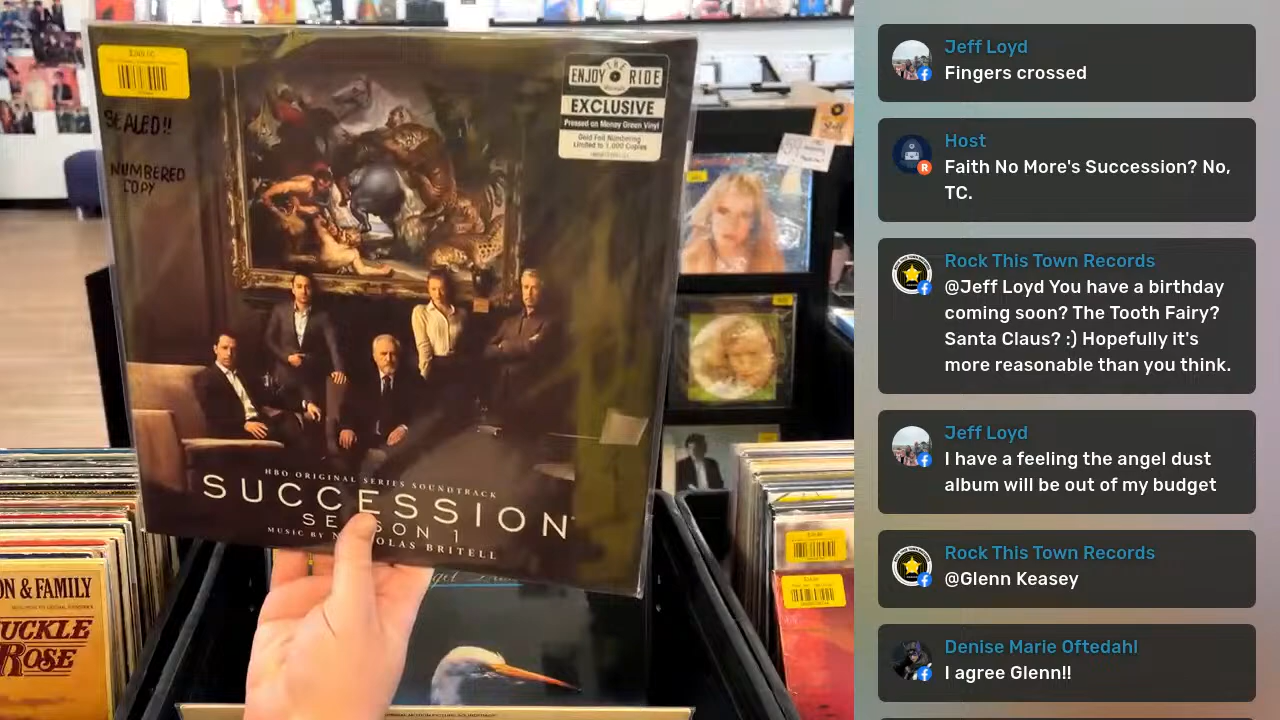 $249.00
SEALED!!
NUMBERED
COPY
ENJOY THE RIDE
EXCLUSIVE
Pressed on Money Green Vinyl
Gold Foil Numbering
Limited to 1,000 Copies
HBO ORIGINAL SERIES SOUNDTRACK
SUCCESSION
SEASON 1
MUSIC BY NICHOLAS BRITELL
N & FAMILY
UCKLE
ROSE
Jeff Loyd
Fingers crossed
Host
Faith No More's Succession? No,
TC.
Rock This Town Records
@Jeff Loyd You have a birthday
coming soon? The Tooth Fairy?
Santa Claus? :) Hopefully it's
more reasonable than you think.
Jeff Loyd
I have a feeling the angel dust
album will be out of my budget
Rock This Town Records
@Glenn Keasey
Denise Marie Oftedahl
I agree Glenn!!